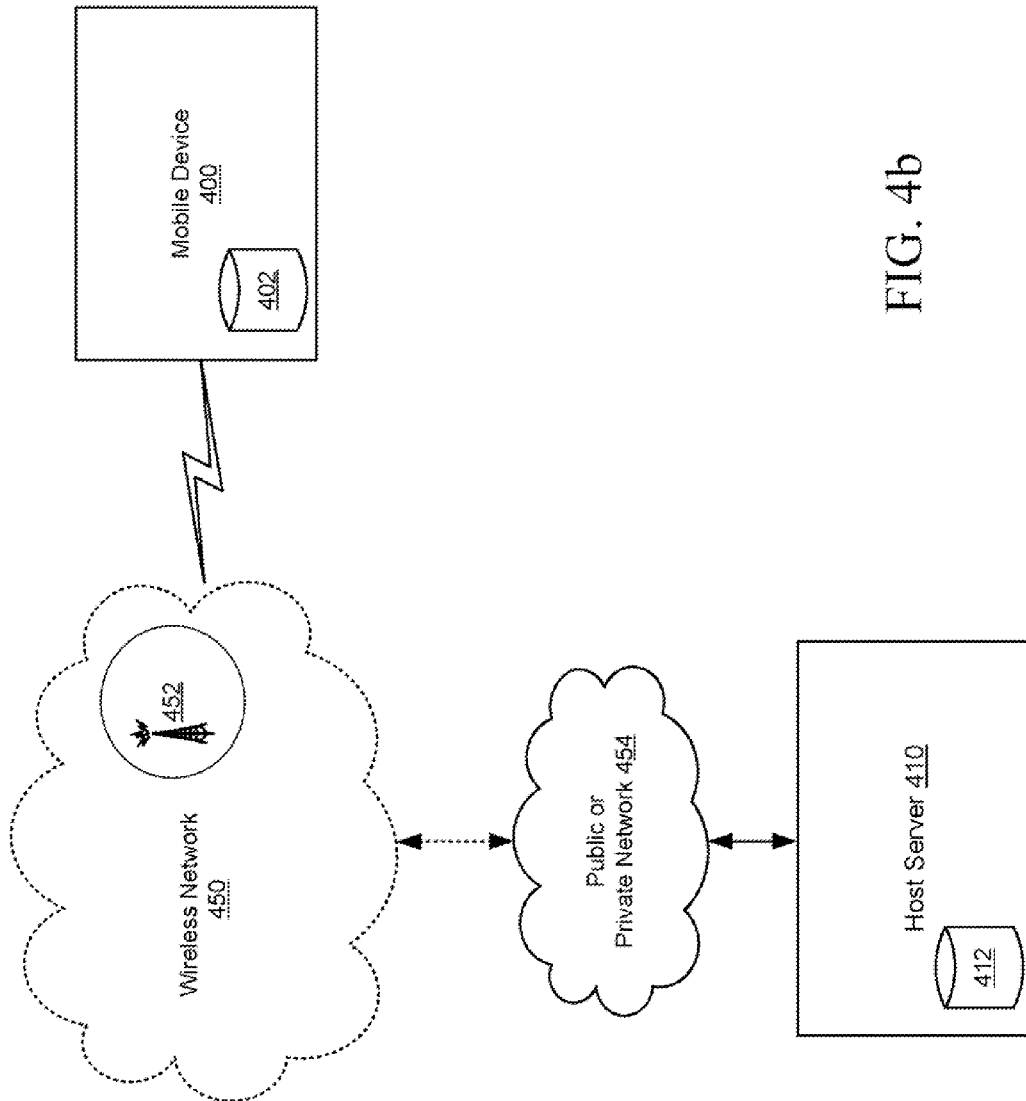 Wireless Network
450
452
Mobile Device
400
402
Public or
Private Network 454
Host Server 410
412
FIG. 4b